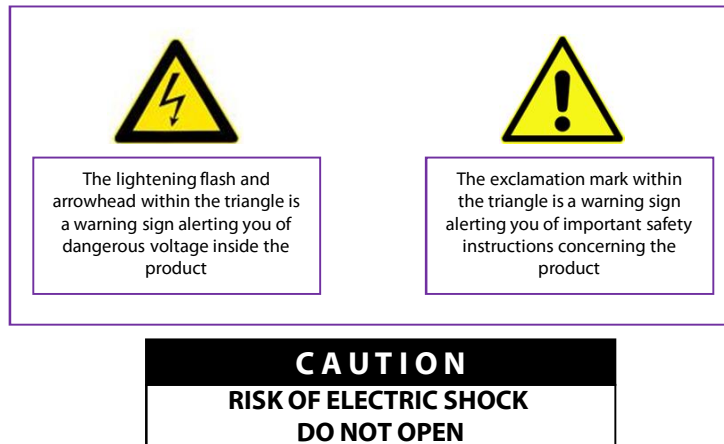 The lightening flash and
arrowhead within the triangle is
a warning sign alerting you of
dangerous voltage inside the
product
The exclamation mark within
the triangle is a warning sign
alerting you of important safety
instructions concerning the
product
CAUTION
RISK OF ELECTRIC SHOCK
DO NOT OPEN